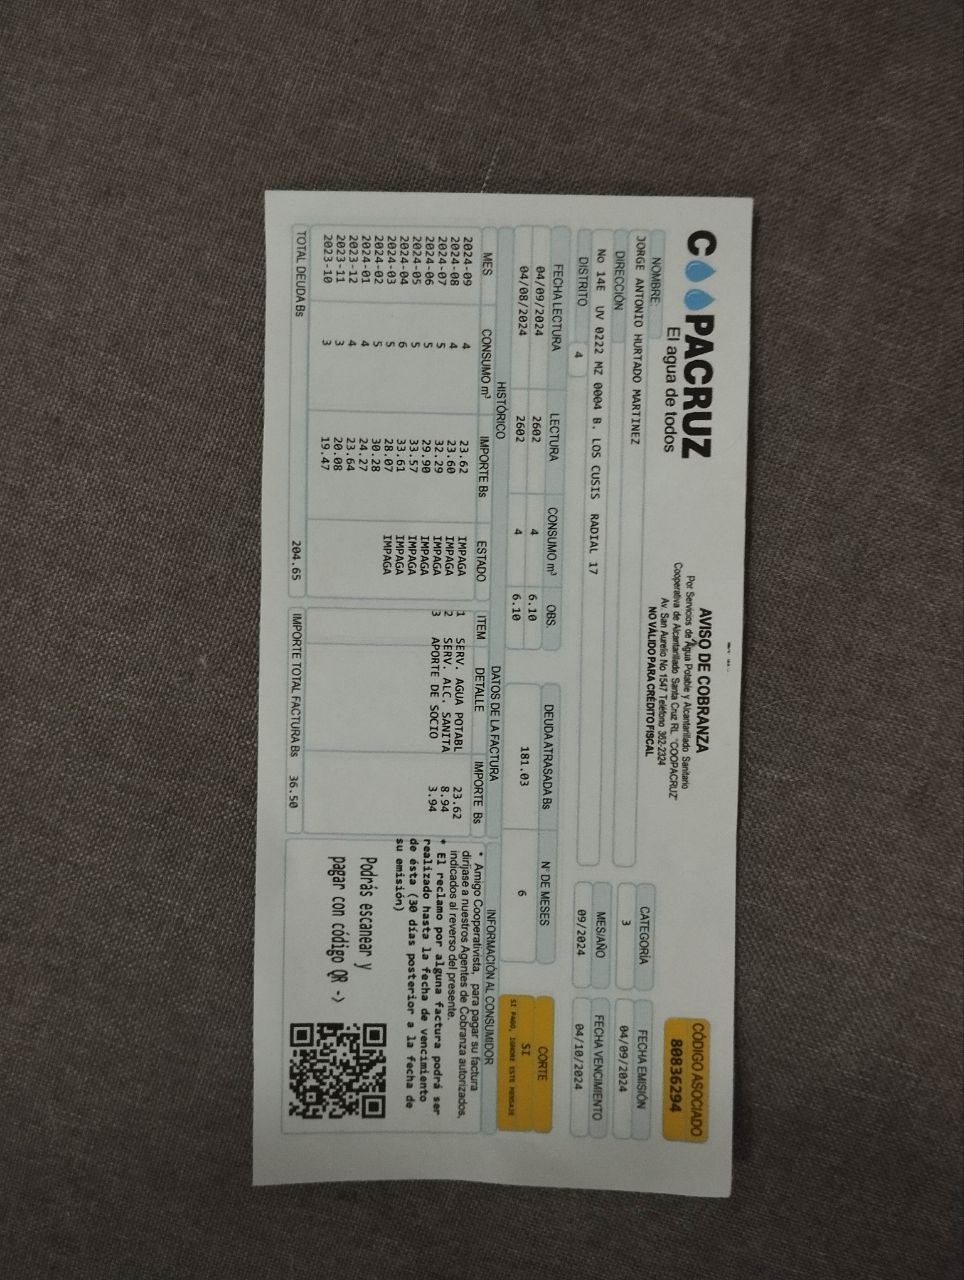 COOPACRUZ
El agua de todos
AVISO DE COBRANZA
Por Servicios de Agua Potable y Alcantarillado Sanitario
Cooperativa de Alcantarillado Santa Cruz RL. "COOPACRUZ"
Av. San Aurelio No 1547 Teléfono 362-2324
NO VÁLIDO PARA CRÉDITO FISCAL
CÓDIGO ASOCIADO
80836294
NOMBRE:
JORGE ANTONIO HURTADO MARTINEZ
CATEGORÍA
3
FECHA EMISIÓN
04/09/2024
DIRECCIÓN
No 14E UV 0222 MZ 0004 B. LOS CUSIS RADIAL 17
MES/AÑO
09/2024
FECHA VENCIMIENTO
04/10/2024
DISTRITO 4
FECHA LECTURA LECTURA CONSUMO m³ OBS.
04/09/2024 2602 4 6.10
04/08/2024 2602 4 6.10
DEUDA ATRASADA Bs N° DE MESES
181.03 6
CORTE
SI
SI PAGO, IGNORE ESTE MENSAJE
HISTÓRICO
MES CONSUMO m³ IMPORTE Bs ESTADO
2024-09 4 23.62 IMPAGA
2024-08 4 23.60 IMPAGA
2024-07 5 32.29 IMPAGA
2024-06 5 29.90 IMPAGA
2024-05 5 33.57 IMPAGA
2024-04 6 33.61 IMPAGA
2024-03 5 28.07 IMPAGA
2024-02 5 30.28
2024-01 4 24.27
2023-12 4 23.64
2023-11 3 20.08
2023-10 3 19.47
TOTAL DEUDA Bs 204.65
DATOS DE LA FACTURA
ITEM DETALLE IMPORTE Bs
1 SERV. AGUA POTABL 23.62
2 SERV. ALC. SANITA 8.94
3 APORTE DE SOCIO 3.94
IMPORTE TOTAL FACTURA Bs 36.50
INFORMACIÓN AL CONSUMIDOR
* Amigo Cooperativista, para pagar su factura
diríjase a nuestros Agentes de Cobranza autorizados,
indicados al reverso del presente.
* El reclamo por alguna factura podrá ser
realizado hasta la fecha de vencimiento
de ésta (30 días posterior a la fecha de
su emisión)
Podrás escanear y
pagar con código QR ->